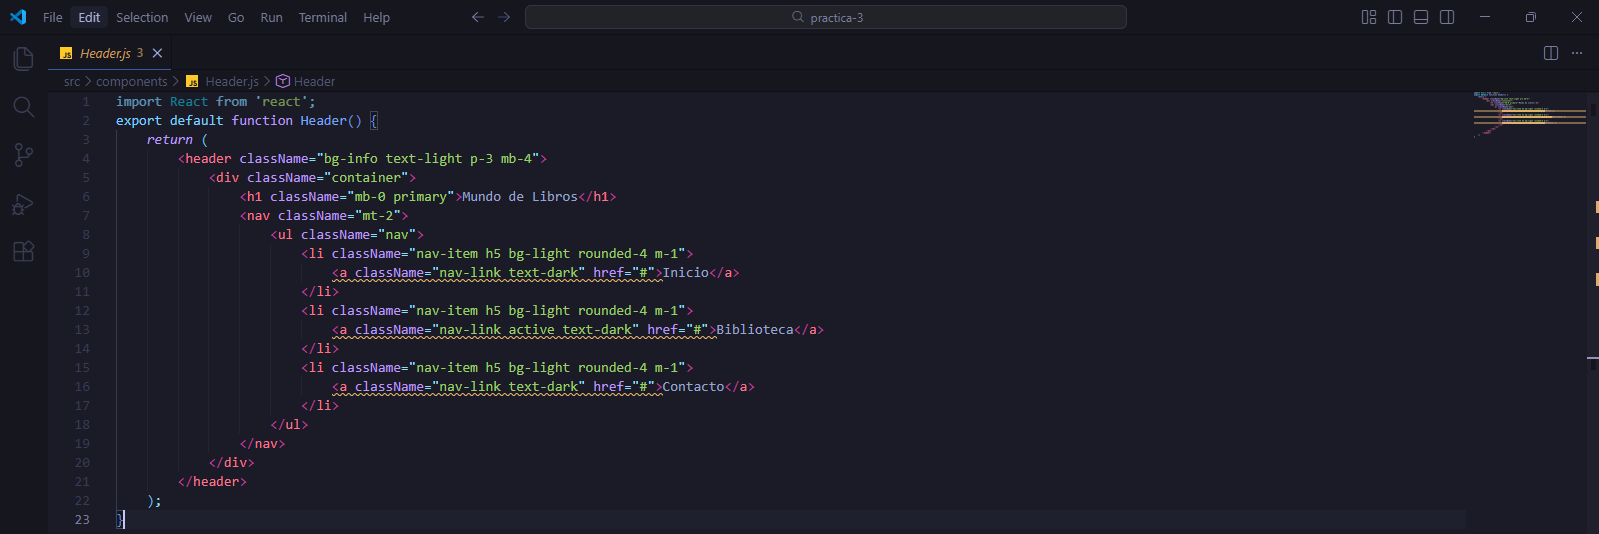 File Edit Selection View Go Run Terminal Help practica-3
JS Header.js 3
src > components > JS Header.js > Header
1 import React from 'react';
2 export default function Header() {
3 return (
4 <header className="bg-info text-light p-3 mb-4">
5 <div className="container">
6 <h1 className="mb-0 primary">Mundo de Libros</h1>
7 <nav className="mt-2">
8 <ul className="nav">
9 <li className="nav-item h5 bg-light rounded-4 m-1">
10 <a className="nav-link text-dark" href="#">Inicio</a>
11 </li>
12 <li className="nav-item h5 bg-light rounded-4 m-1">
13 <a className="nav-link active text-dark" href="#">Biblioteca</a>
14 </li>
15 <li className="nav-item h5 bg-light rounded-4 m-1">
16 <a className="nav-link text-dark" href="#">Contacto</a>
17 </li>
18 </ul>
19 </nav>
20 </div>
21 </header>
22 );
23 }